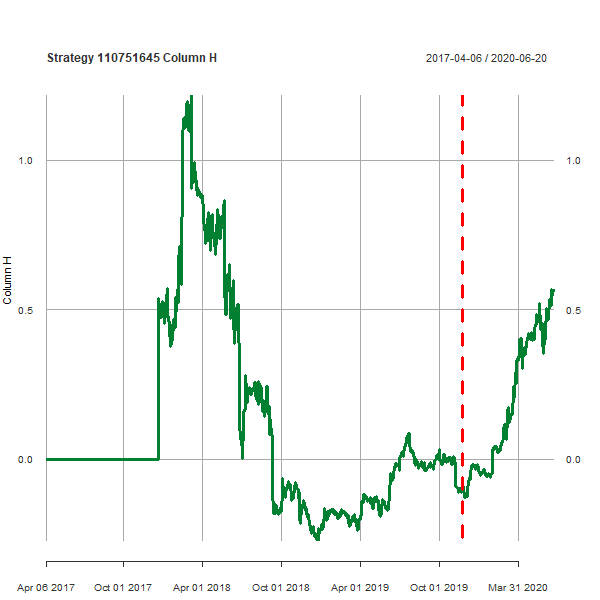 Strategy 110751645 Column H
2017-04-06 / 2020-06-20
Column H
1.0
0.5
0.0
1.0
0.5
0.0
Apr 06 2017
Oct 01 2017
Apr 01 2018
Oct 01 2018
Apr 01 2019
Oct 01 2019
Mar 31 2020